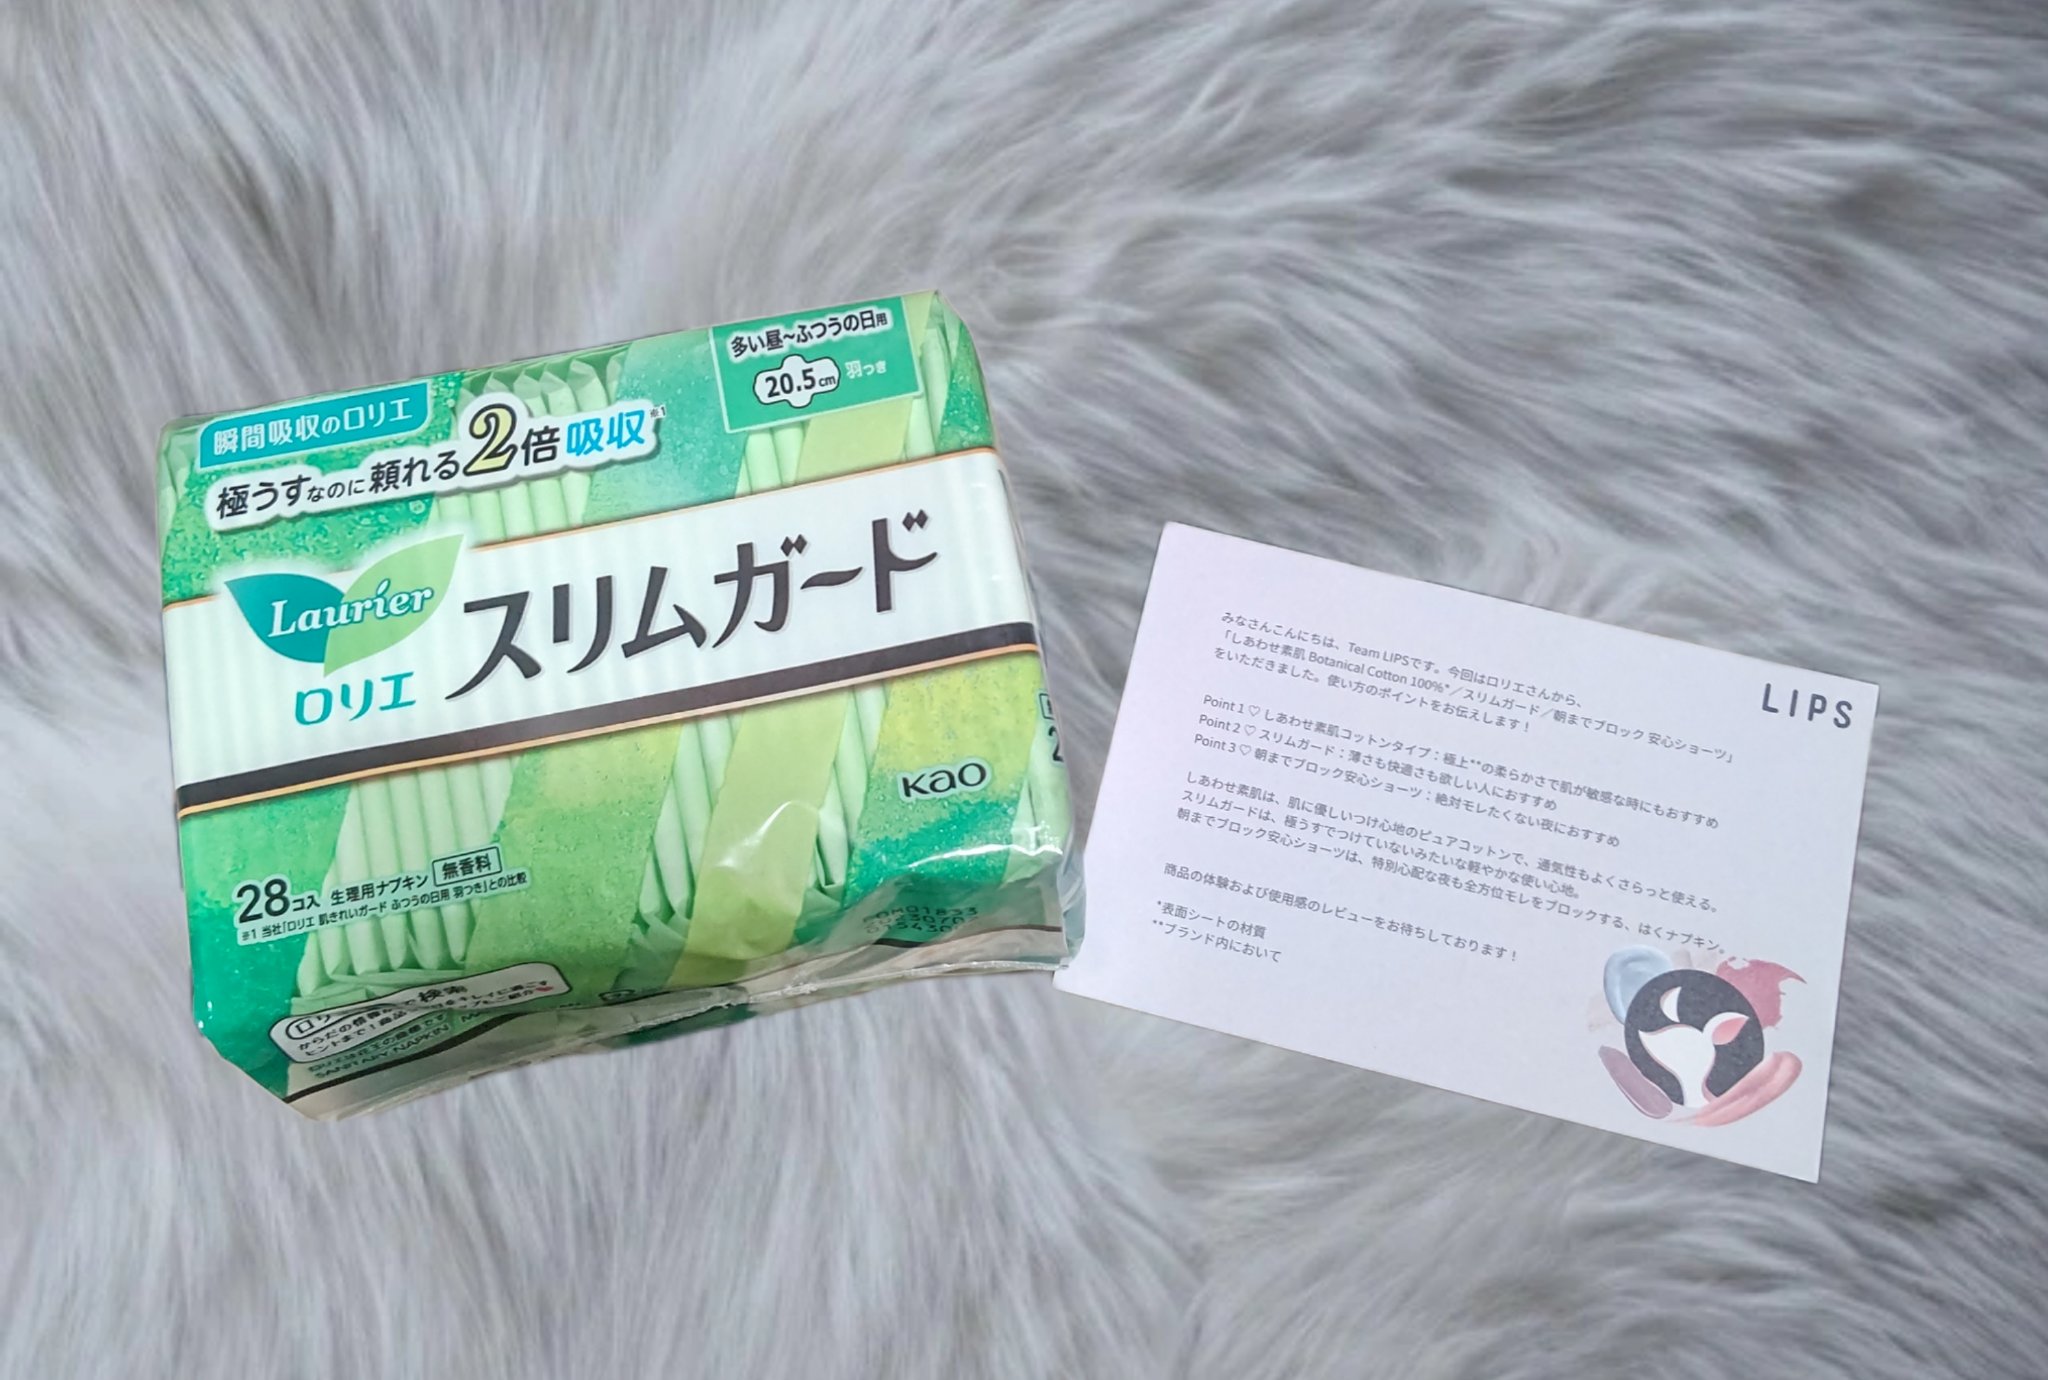 多い昼~ふつうの日用
20.5cm 羽つき
瞬間吸収のロリエ
極うすなのに頼れる2倍吸収※1
Laurier
ロリエ
スリムガード
Kao
28コ入 生理用ナプキン 無香料
※1 当社「ロリエ 肌きれいガード ふつうの日用 羽つき」との比較
で検索
SANITARY NAPKIN
LIPS
みなさんこんにちは、Team LIPSです。今回はロリエさんから、
「しあわせ素肌 Botanical Cotton 100%*／スリムガード／朝までブロック 安心ショーツ」
をいただきました。使い方のポイントをお伝えします！
Point 1 ♡ しあわせ素肌コットンタイプ：極上**の柔らかさで肌が敏感な時にもおすすめ
Point 2 ♡ スリムガード：薄さも快適さも欲しい人におすすめ
Point 3 ♡ 朝までブロック安心ショーツ：絶対モレたくない夜におすすめ
しあわせ素肌は、肌に優しいつけ心地のピュアコットンで、通気性もよくさらっと使える。
スリムガードは、極うすでつけていないみたいな軽やかな使い心地。
朝までブロック安心ショーツは、特別心配な夜も全方位モレをブロックする、はくナプキン。
商品の体験および使用感のレビューをお待ちしております！
*表面シートの材質
**ブランド内において